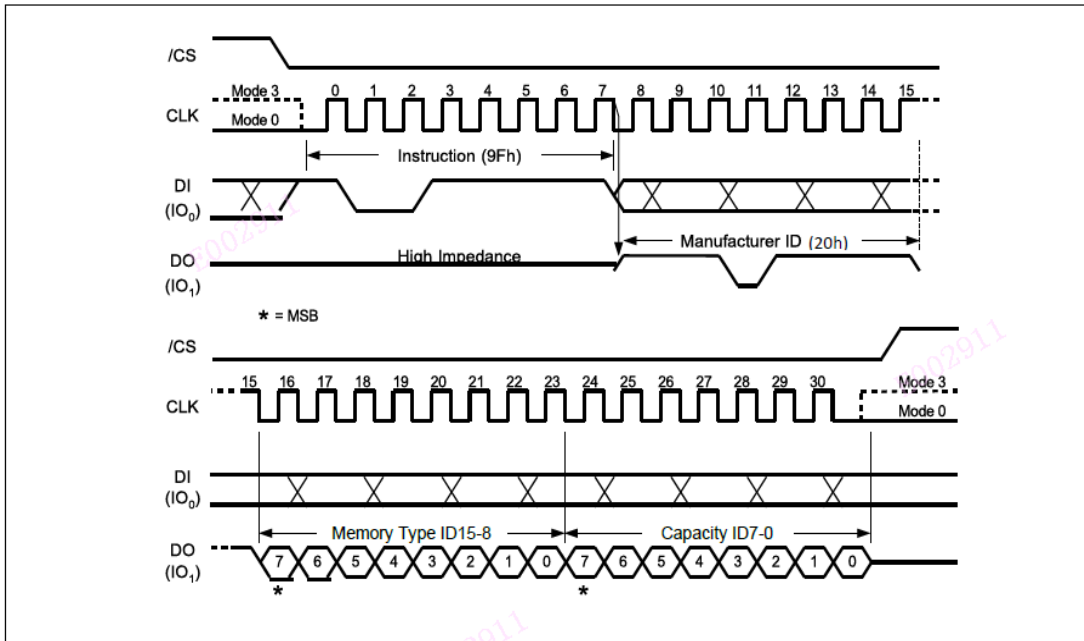 /CS
Mode 3 0 1 2 3 4 5 6 7 8 9 10 11 12 13 14 15
CLK
Mode 0
Instruction (9Fh)
DI
(IO0)
Manufacturer ID (20h)
High Impedance
DO
(IO1)
* = MSB
/CS
15 16 17 18 19 20 21 22 23 24 25 26 27 28 29 30
Mode 3
CLK
Mode 0
DI
(IO0)
Memory Type ID15-8 Capacity ID7-0
DO
(IO1)
7 6 5 4 3 2 1 0 7 6 5 4 3 2 1 0
* *
E002911
E002911